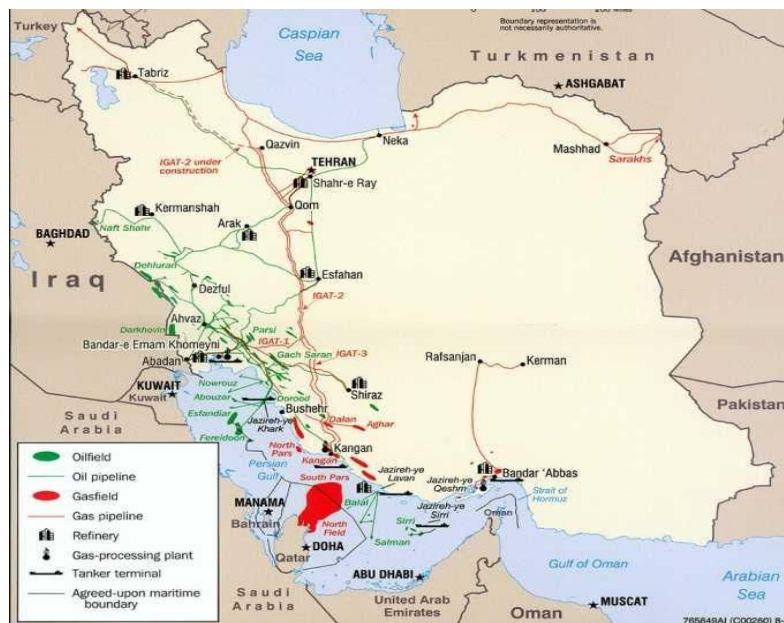 0
200 Miles
Boundary representation is
not necessarily authoritative.
Turkey
Caspian
Sea
Turkmenistan
Tabriz
ASHGABAT
Qazvin
Neka
Mashhad
Sarakhs
IGAT-2 under
construction
TEHRAN
Shahr-e Ray
Kermanshah
Qom
Arak
BAGHDAD
Naft Shahr
Afghanistan
Iraq
Dehluran
Esfahan
Dezful
IGAT-2
Ahvaz
Darkhovin
Parsi
Bandar-e Emam Khomeyni
IGAT-1
Abadan
Gach Saran
IGAT-3
Rafsanjan
Kerman
KUWAIT
Kuwait
Nowrouz
Shiraz
Pakistan
Abouzar
Dorood
Saudi
Arabia
Esfandiar
Jazireh-ye
Khark
Bushehr
Dalan
Aghar
Fereidoon
North
Pars
Kangan
Kangan
Bandar 'Abbas
Persian
Gulf
Jazireh-ye
Lavan
Jazireh-ye
Qeshm
South Pars
Strait of
Hormuz
Balal
Jazireh-ye
Sirri
Oman
MANAMA
Bahrain
North
Field
Sirri
Salman
Qatar
DOHA
Gulf of Oman
Arabian
Sea
ABU DHABI
Saudi
Arabia
United Arab
Emirates
Oman
MUSCAT
Oilfield
Oil pipeline
Gasfield
Gas pipeline
Refinery
Gas-processing plant
Tanker terminal
Agreed-upon maritime
boundary
765849AI (C00260)